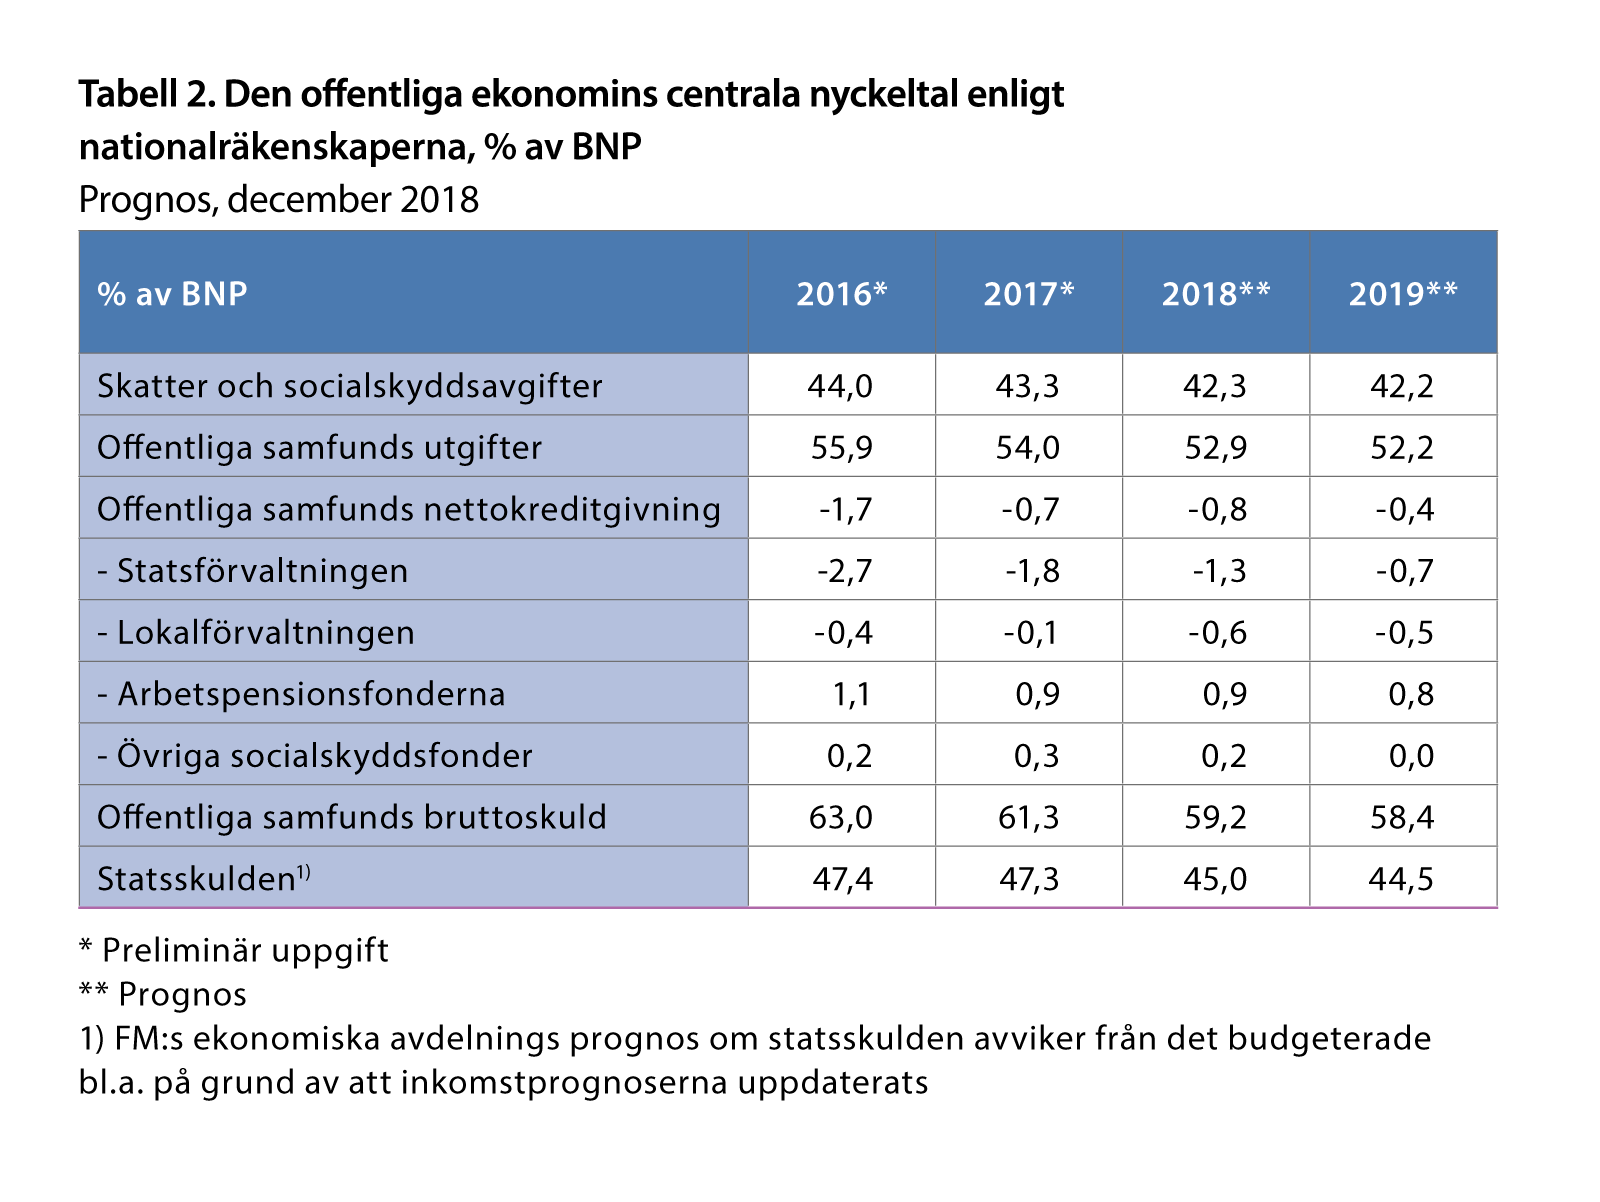 Tabell 2. Den offentliga ekonomins centrala nyckeltal enligt
nationalräkenskaperna, % av BNP
Prognos, december 2018
% av BNP 2016* 2017* 2018** 2019**
Skatter och socialskyddsavgifter 44,0 43,3 42,3 42,2
Offentliga samfunds utgifter 55,9 54,0 52,9 52,2
Offentliga samfunds nettokreditgivning -1,7 -0,7 -0,8 -0,4
- Statsförvaltningen -2,7 -1,8 -1,3 -0,7
- Lokalförvaltningen -0,4 -0,1 -0,6 -0,5
- Arbetspensionsfonderna 1,1 0,9 0,9 0,8
- Övriga socialskyddsfonder 0,2 0,3 0,2 0,0
Offentliga samfunds bruttoskuld 63,0 61,3 59,2 58,4
Statsskulden1) 47,4 47,3 45,0 44,5
* Preliminär uppgift
** Prognos
1) FM:s ekonomiska avdelnings prognos om statsskulden avviker från det budgeterade
bl.a. på grund av att inkomstprognoserna uppdaterats